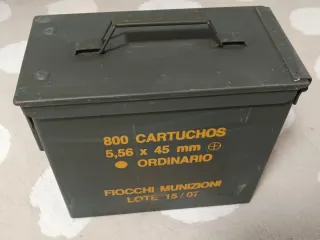 800 CARTUCHOS
5,56 x 45 mm ⊕
● ORDINARIO
FIOCCHI MUNIZIONI
LOTE 15/07